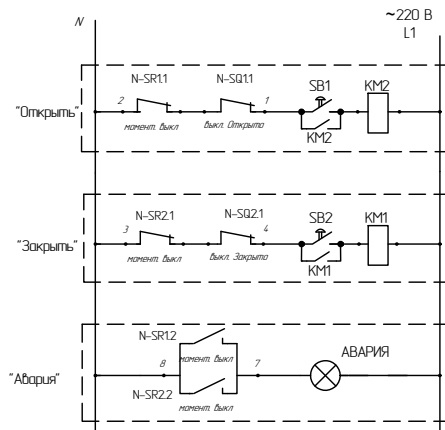 N
~220 В
L1
"Открыть"
2
N-SR1.1
момент. выкл
N-SQ1.1
выкл. Открыто
1
SB1
KM2
KM2
"Закрыть"
3
N-SR2.1
момент. выкл
N-SQ2.1
выкл. Закрыто
4
SB2
KM1
KM1
"Авария"
8
N-SR1.2
момент. выкл
N-SR2.2
момент. выкл
7
АВАРИЯ